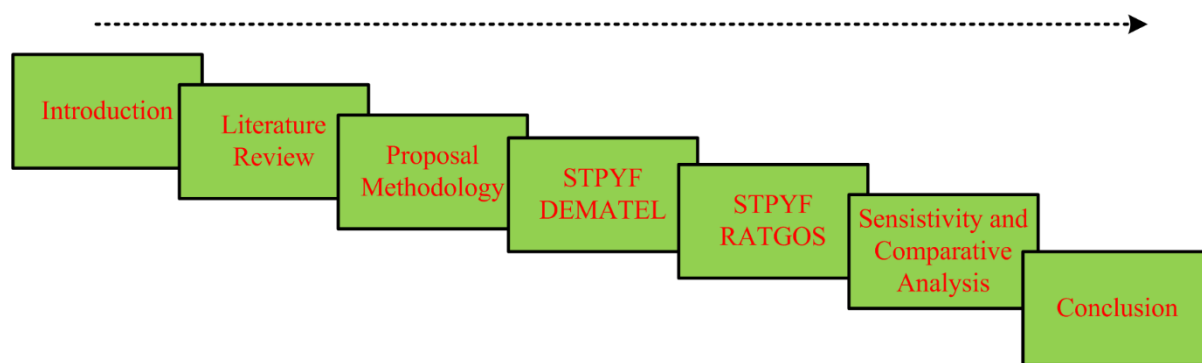 Introduction
Literature
Review
Proposal
Methodology
STPYF
DEMATEL
STPYF
RATGOS
Sensistivity and
Comparative
Analysis
Conclusion